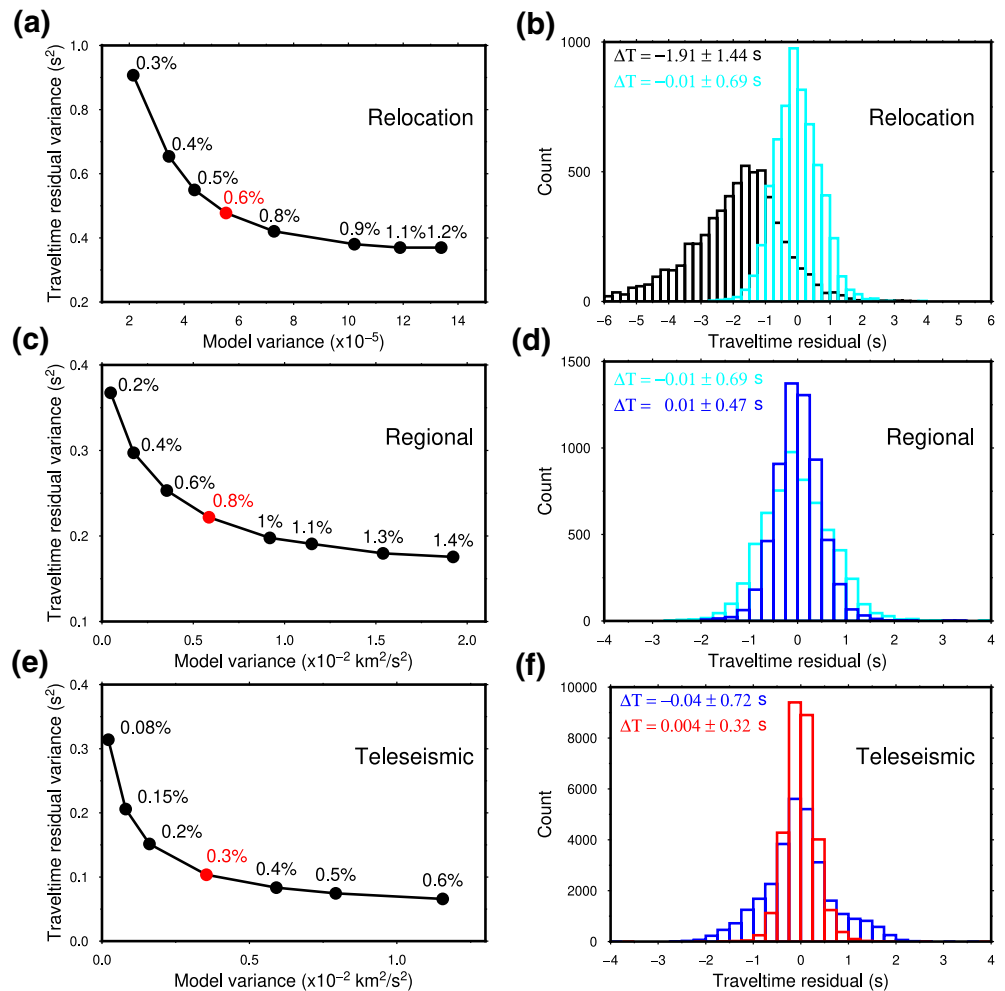 (a)
Traveltime residual variance (s²)
1.0
0.8
0.6
0.4
0.2
0.3%
0.4%
0.5%
0.6%
0.8%
0.9%
1.1%
1.2%
Relocation
2 4 6 8 10 12 14
Model variance (x10⁻⁵)
(b)
Count
1000
500
0
ΔT=−1.91 ± 1.44 s
ΔT=−0.01 ± 0.69 s
Relocation
−6 −5 −4 −3 −2 −1 0 1 2 3 4 5 6
Traveltime residual (s)
(c)
Traveltime residual variance (s²)
0.4
0.3
0.2
0.1
0.2%
0.4%
0.6%
0.8%
1%
1.1%
1.3%
1.4%
Regional
0.0 0.5 1.0 1.5 2.0
Model variance (x10⁻² km²/s²)
(d)
Count
1500
1000
500
0
ΔT=−0.01 ± 0.69 s
ΔT= 0.01 ± 0.47 s
Regional
−4 −3 −2 −1 0 1 2 3 4
Traveltime residual (s)
(e)
Traveltime residual variance (s²)
0.4
0.3
0.2
0.1
0.0
0.08%
0.15%
0.2%
0.3%
0.4%
0.5%
0.6%
Teleseismic
0.0 0.5 1.0
Model variance (x10⁻² km²/s²)
(f)
Count
10000
8000
6000
4000
2000
0
ΔT=−0.04 ± 0.72 s
ΔT= 0.004 ± 0.32 s
Teleseismic
−4 −3 −2 −1 0 1 2 3 4
Traveltime residual (s)